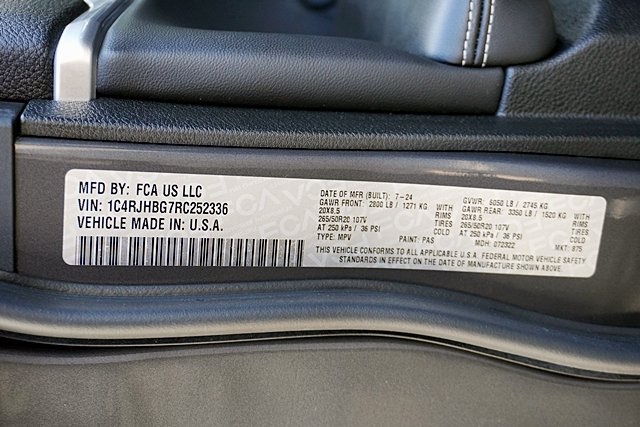 MFD BY: FCA US LLC
VIN: 1C4RJHBG7RC252336
VEHICLE MADE IN: U.S.A.
DATE OF MFR (BUILT): 7-24 GVWR: 6050 LB / 2745 KG
GAWR FRONT: 2800 LB / 1271 KG WITH GAWR REAR: 3350 LB / 1520 KG WITH
20X8.5 RIMS 20X8.5 RIMS
265/50R20 107V TIRES 265/50R20 107V TIRES
AT 250 kPa / 36 PSI COLD AT 250 kPa / 36 PSI COLD
TYPE: MPV PAINT: PAS MDH: 072322 MKT: 875
THIS VEHICLE CONFORMS TO ALL APPLICABLE U.S.A. FEDERAL MOTOR VEHICLE SAFETY
STANDARDS IN EFFECT ON THE DATE OF MANUFACTURE SHOWN ABOVE.